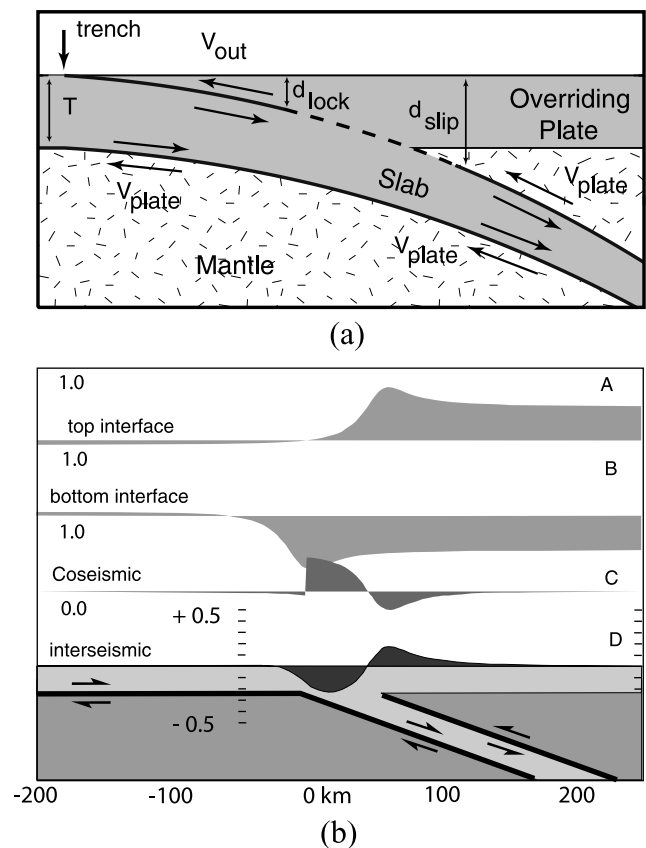 trench
V_out
T
d_lock
d_slip
Overriding
Plate
V_plate
Slab
V_plate
V_plate
Mantle
(a)
1.0
A
top interface
1.0
B
bottom interface
1.0
Coseismic
C
0.0
+ 0.5
D
interseismic
- 0.5
-200
-100
0 km
100
200
(b)